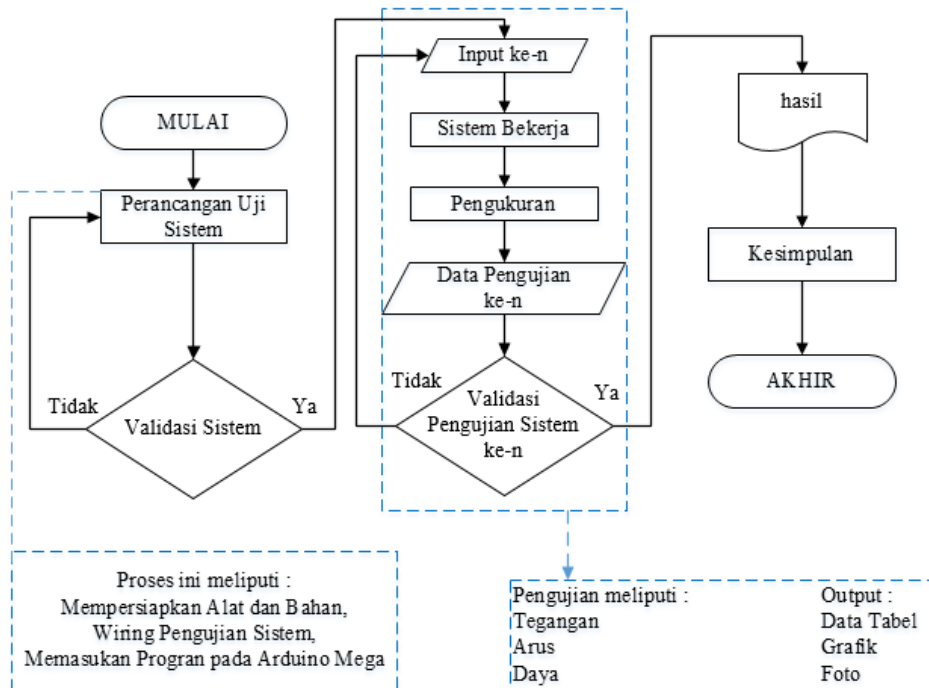 MULAI
Perancangan Uji
Sistem
Validasi Sistem
Tidak
Ya
Input ke-n
Sistem Bekerja
Pengukuran
Data Pengujian
ke-n
Validasi
Pengujian Sistem
ke-n
Tidak
Ya
hasil
Kesimpulan
AKHIR
Proses ini meliputi :
Mempersiapkan Alat dan Bahan,
Wiring Pengujian Sistem,
Memasukan Progran pada Arduino Mega
Pengujian meliputi :
Tegangan
Arus
Daya
Output :
Data Tabel
Grafik
Foto